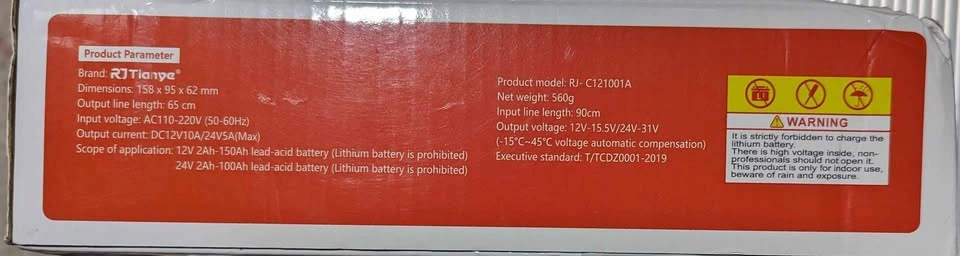 Product Parameter
Brand: RJTianye®
Dimensions: 158 x 95 x 62 mm
Output line length: 65 cm
Input voltage: AC110-220V (50-60Hz)
Output current: DC12V10A/24V5A(Max)
Scope of application: 12V 2Ah-150Ah lead-acid battery (Lithium battery is prohibited)
24V 2Ah-100Ah lead-acid battery (Lithium battery is prohibited)
Product model: RJ- C121001A
Net weight: 560g
Input line length: 90cm
Output voltage: 12V-15.5V/24V-31V
(-15°C~45°C voltage automatic compensation)
Executive standard: T/TCDZ0001-2019
WARNING
It is strictly forbidden to charge the
lithium battery.
There is high voltage inside, non-
professionals should not open it.
This product is only for indoor use,
beware of rain and exposure.